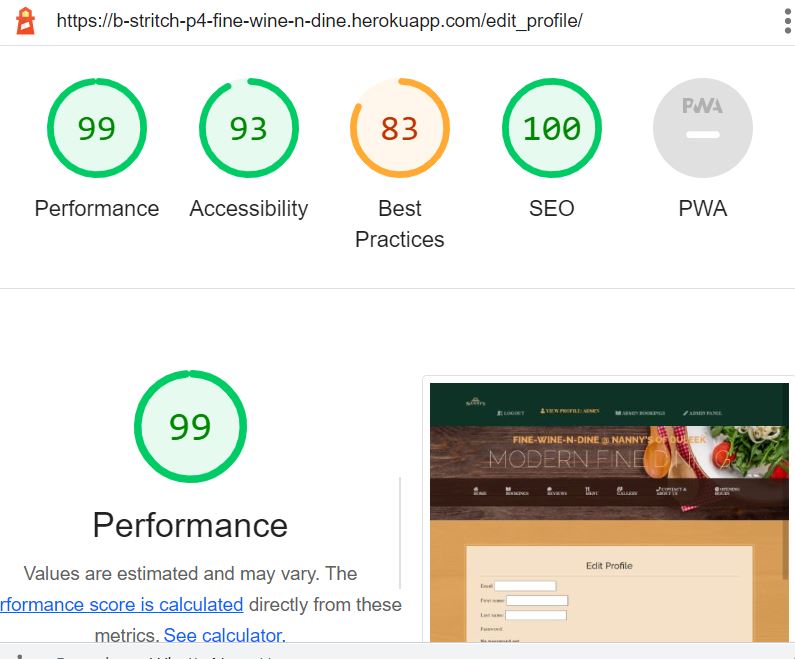 https://b-stritch-p4-fine-wine-n-dine.herokuapp.com/edit_profile/
99
93
83
100
PWA
Performance
Accessibility
Best
Practices
SEO
PWA
99
Performance
Values are estimated and may vary. The
rformance score is calculated directly from these
metrics. See calculator.
NANNY'S
LOGOUT
VIEW PROFILE: ADMIN
ADMIN BOOKINGS
ADMIN PANEL
FINE-WINE-N-DINE @ NANNY'S OF DULEEK
MODERN FINE DINING
HOME
BOOKINGS
REVIEWS
MENU
GALLERY
CONTACT &
ABOUT US
OPENING
HOURS
Edit Profile
Email
First name
Last name
Password